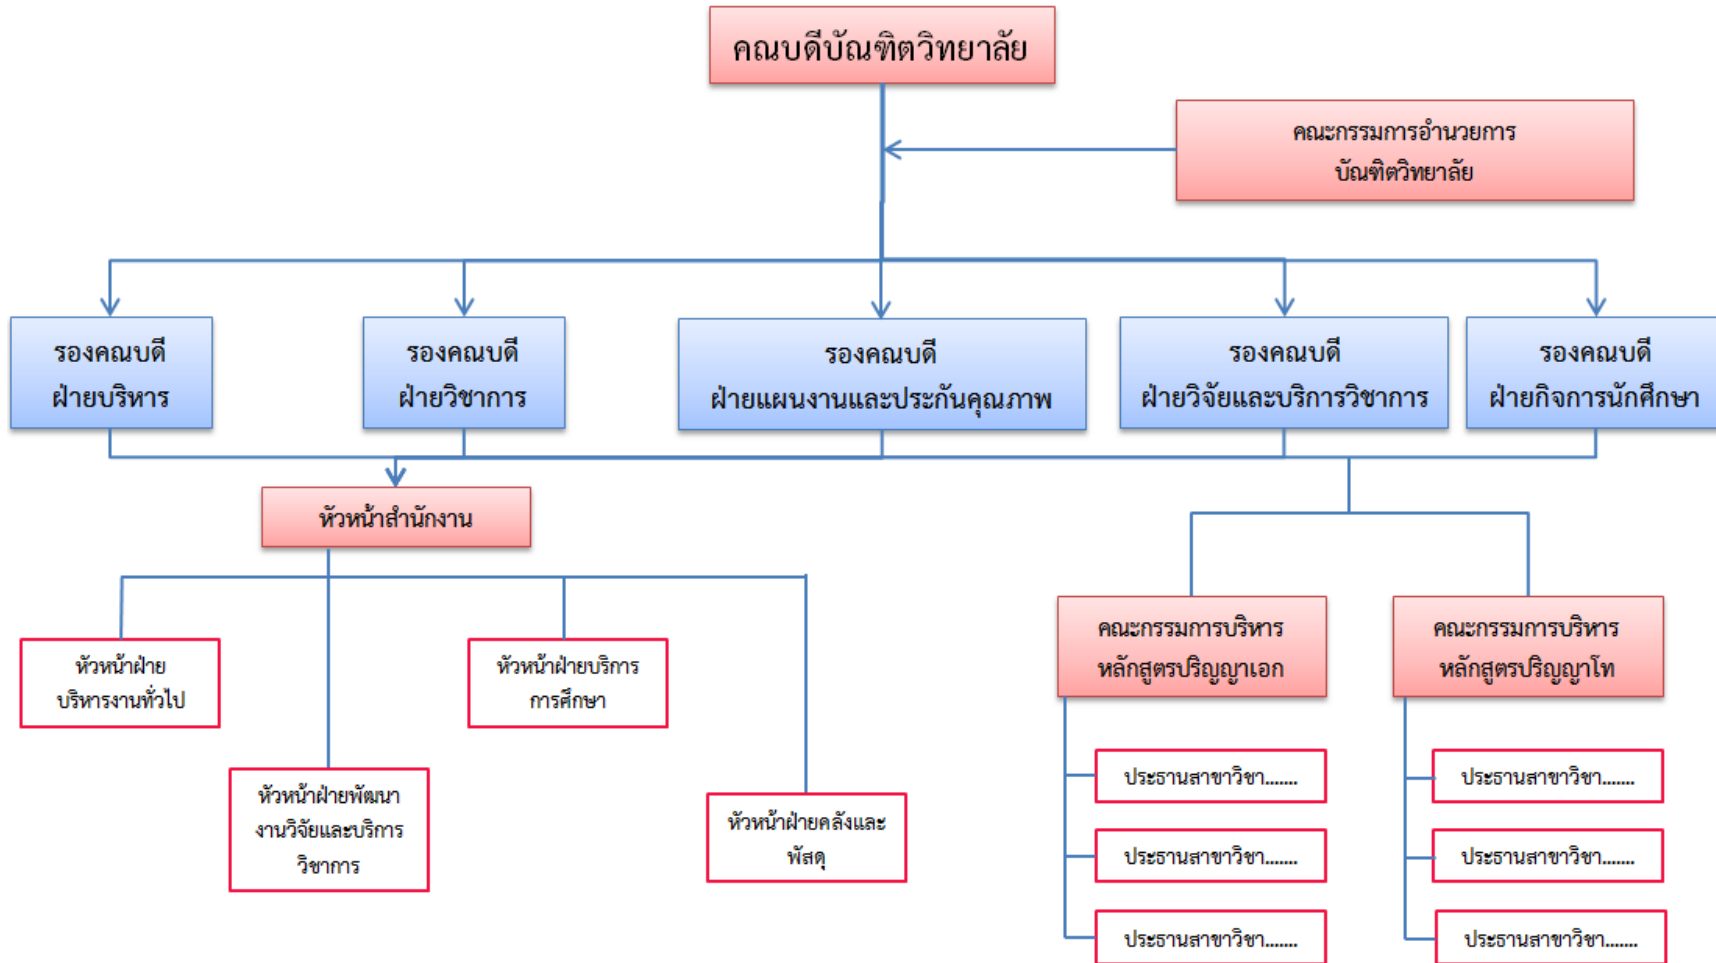 คณบดีบัณฑิตวิทยาลัย
คณะกรรมการอำนวยการ
บัณฑิตวิทยาลัย
รองคณบดี
ฝ่ายบริหาร
รองคณบดี
ฝ่ายวิชาการ
รองคณบดี
ฝ่ายแผนงานและประกันคุณภาพ
รองคณบดี
ฝ่ายวิจัยและบริการวิชาการ
รองคณบดี
ฝ่ายกิจการนักศึกษา
หัวหน้าสำนักงาน
หัวหน้าฝ่าย
บริหารงานทั่วไป
หัวหน้าฝ่ายบริการ
การศึกษา
หัวหน้าฝ่ายพัฒนา
งานวิจัยและบริการ
วิชาการ
หัวหน้าฝ่ายคลังและ
พัสดุ
คณะกรรมการบริหาร
หลักสูตรปริญญาเอก
ประธานสาขาวิชา.......
ประธานสาขาวิชา.......
ประธานสาขาวิชา.......
คณะกรรมการบริหาร
หลักสูตรปริญญาโท
ประธานสาขาวิชา.......
ประธานสาขาวิชา.......
ประธานสาขาวิชา.......